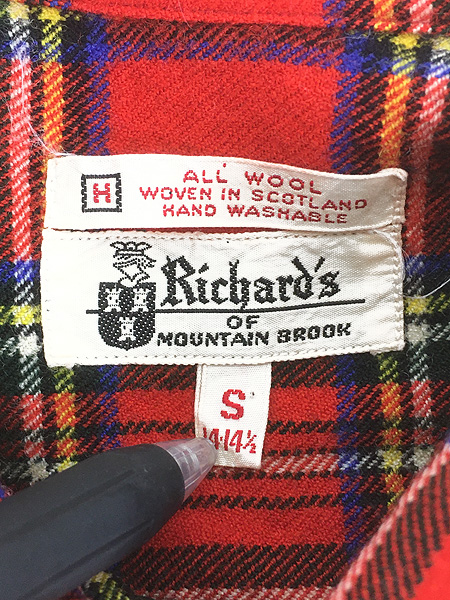 H
ALL WOOL
WOVEN IN SCOTLAND
HAND WASHABLE
Richard's
OF
MOUNTAIN BROOK
S
14·14½